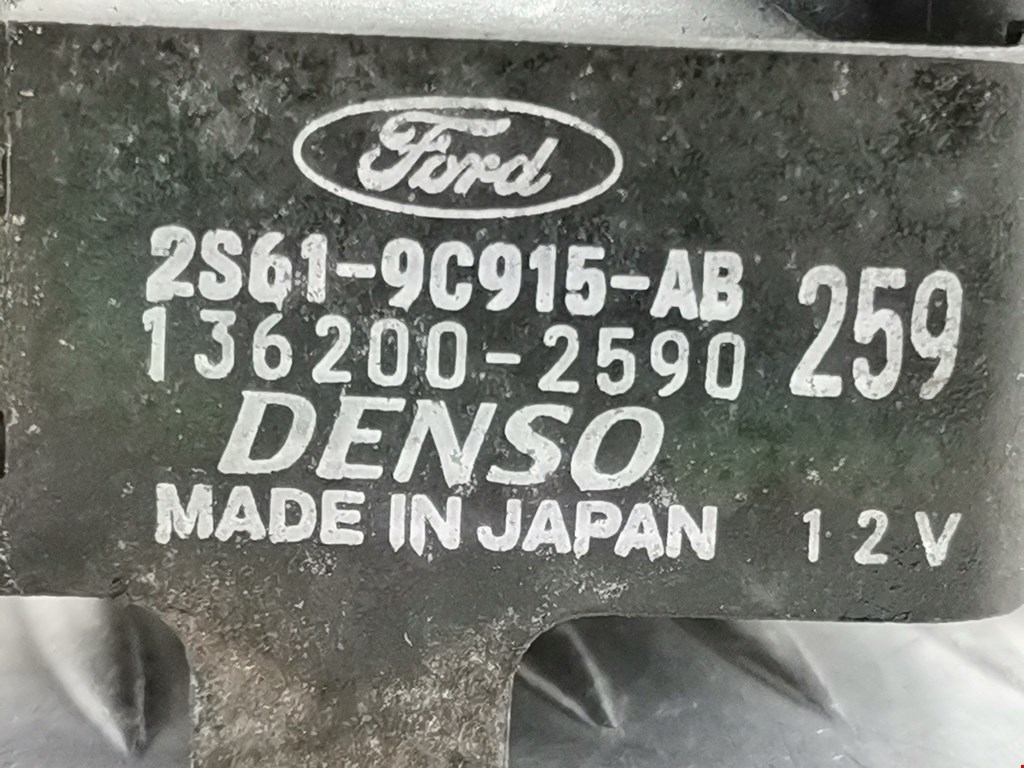 Ford
2S61-9C915-AB
136200-2590
259
DENSO
MADE IN JAPAN
12V